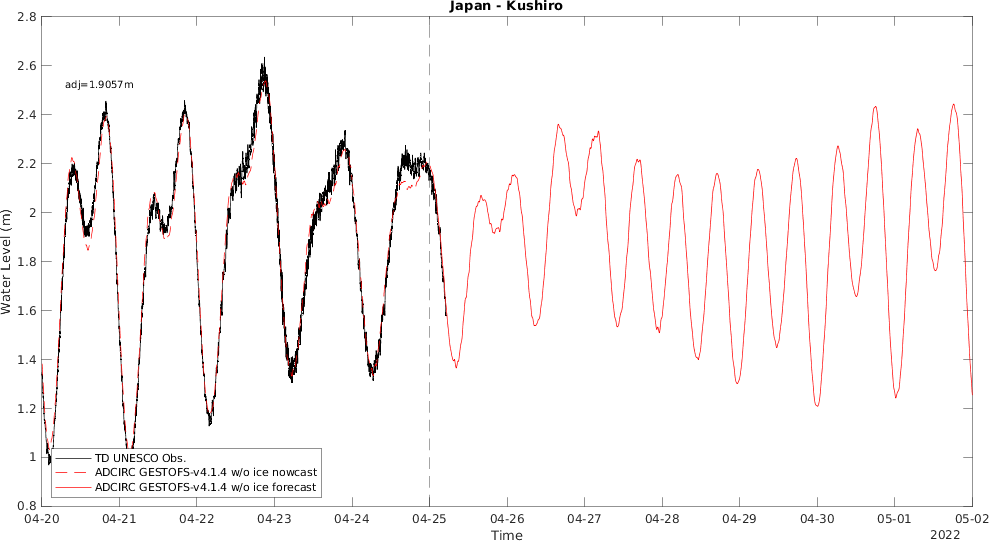 Japan - Kushiro
2.8
2.6
2.4
2.2
2
1.8
1.6
1.4
1.2
1
0.8
Water Level (m)
adj=1.9057m
TD UNESCO Obs.
ADCIRC GESTOFS-v4.1.4 w/o ice nowcast
ADCIRC GESTOFS-v4.1.4 w/o ice forecast
04-20 04-21 04-22 04-23 04-24 04-25 04-26 04-27 04-28 04-29 04-30 05-01 05-02
Time
2022